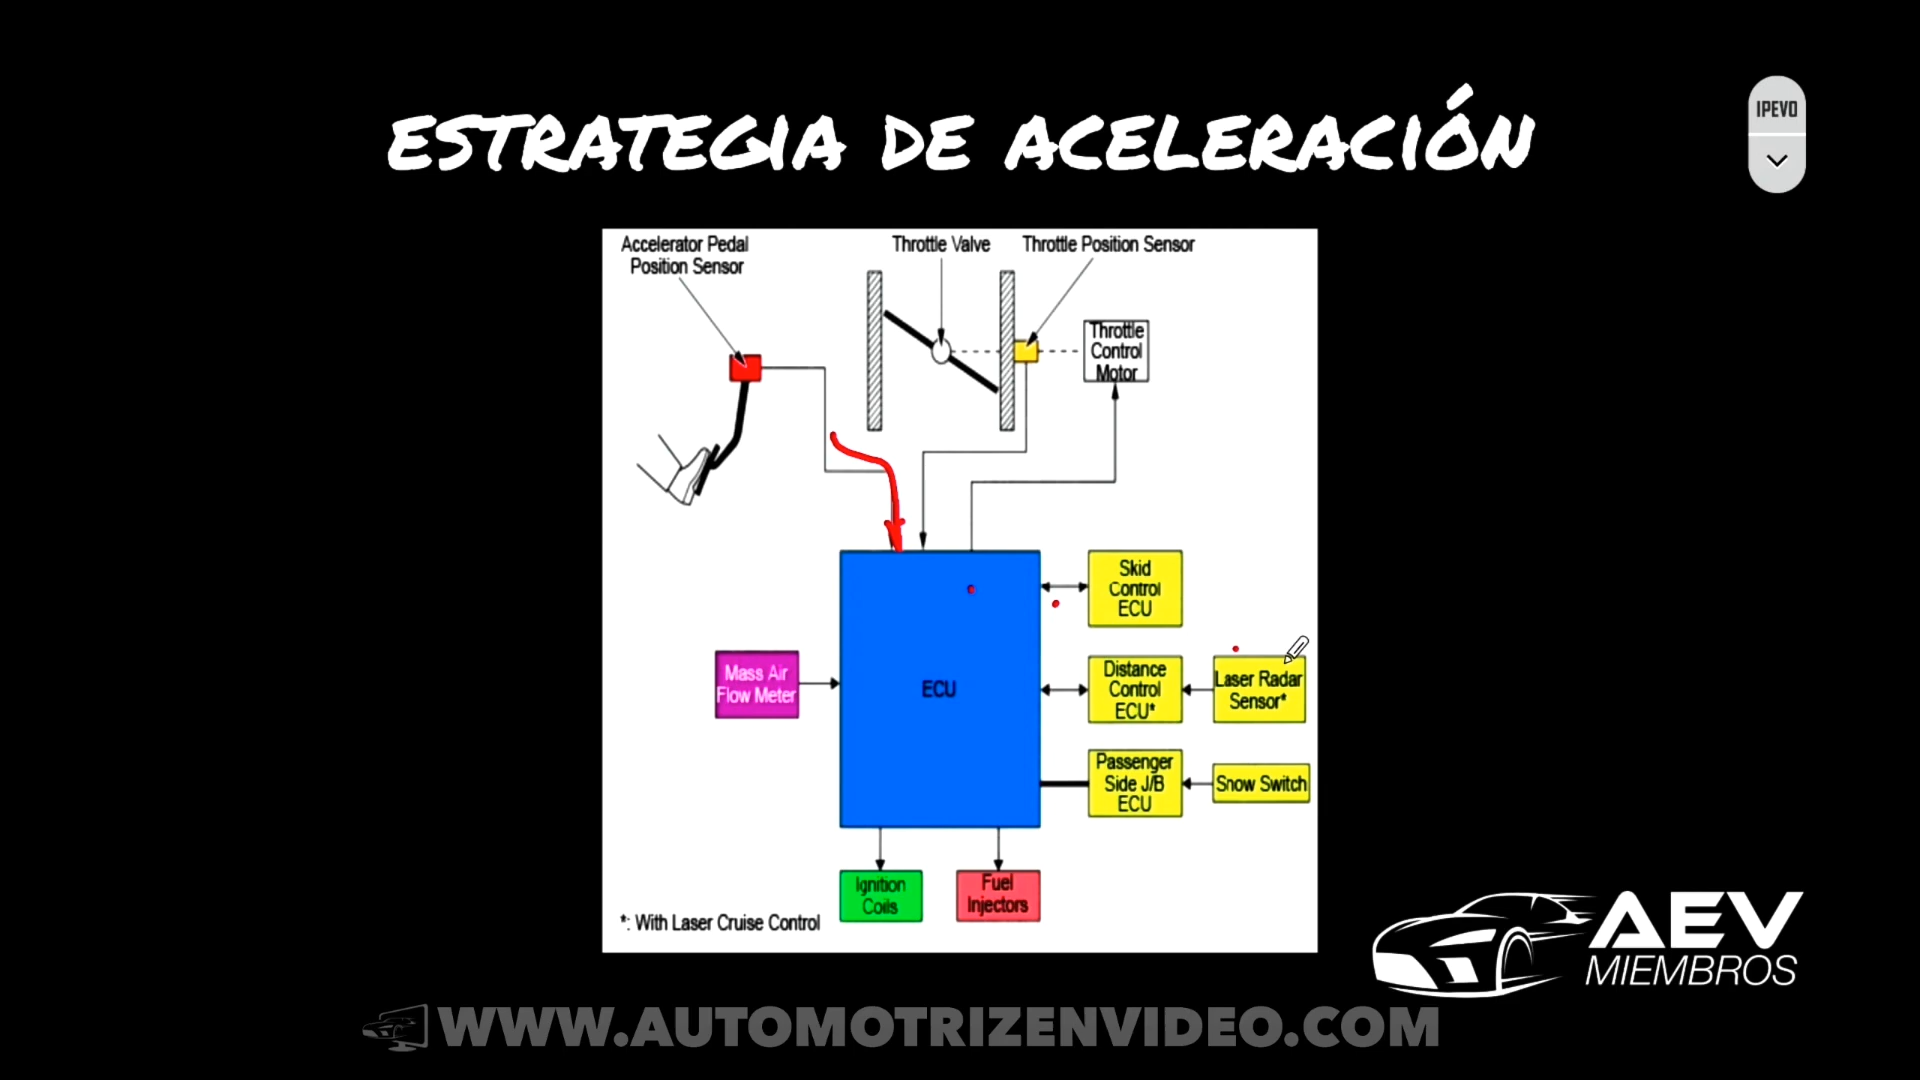 ESTRATEGIA DE ACELERACIÓN
IPEVO
Accelerator Pedal
Position Sensor
Throttle Valve
Throttle Position Sensor
Throttle
Control
Motor
Skid
Control
ECU
Mass Air
Flow Meter
ECU
Distance
Control
ECU*
Laser Radar
Sensor*
Passenger
Side J/B
ECU
Snow Switch
Ignition
Coils
Fuel
Injectors
*: With Laser Cruise Control
AEV
MIEMBROS
WWW.AUTOMOTRIZENVIDEO.COM